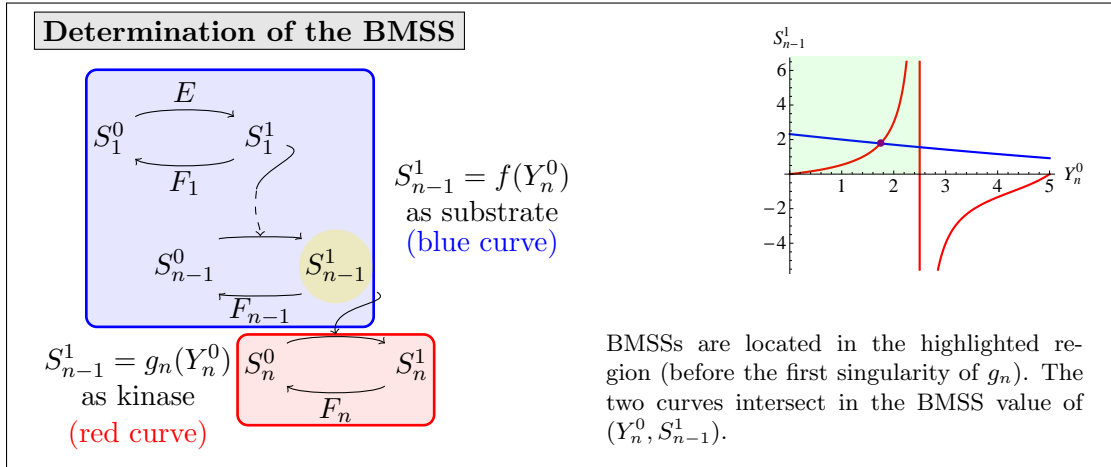 Determination of the BMSS
E
S_1^0 S_1^1
F_1
S_{n-1}^1 = f(Y_n^0)
as substrate
(blue curve)
S_{n-1}^0 S_{n-1}^1
F_{n-1}
S_{n-1}^1 = g_n(Y_n^0)
as kinase
(red curve)
S_n^0 S_n^1
F_n
S_{n-1}^1
6
4
2
1 2 3 4 5 Y_n^0
-2
-4
BMSSs are located in the highlighted re-
gion (before the first singularity of g_n). The
two curves intersect in the BMSS value of
(Y_n^0, S_{n-1}^1).